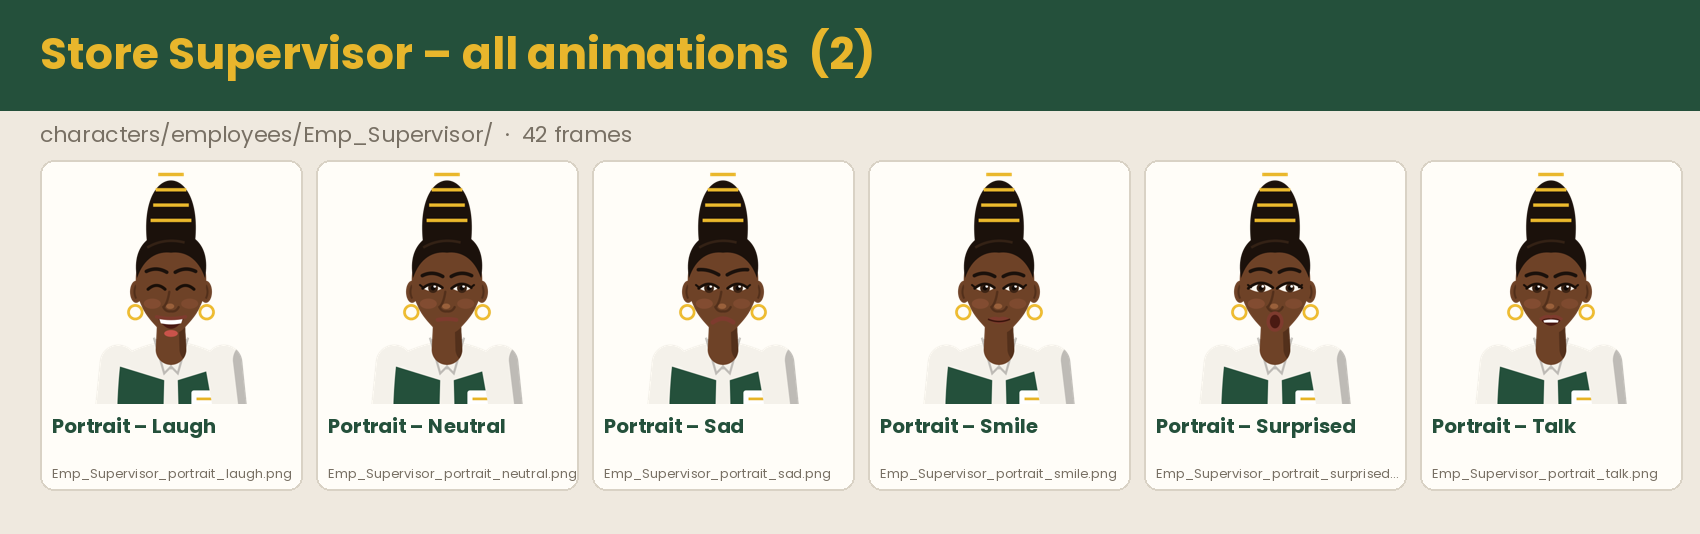 Store Supervisor – all animations (2)
characters/employees/Emp_Supervisor/ · 42 frames
Portrait – Laugh
Emp_Supervisor_portrait_laugh.png
Portrait – Neutral
Emp_Supervisor_portrait_neutral.png
Portrait – Sad
Emp_Supervisor_portrait_sad.png
Portrait – Smile
Emp_Supervisor_portrait_smile.png
Portrait – Surprised
Emp_Supervisor_portrait_surprised...
Portrait – Talk
Emp_Supervisor_portrait_talk.png